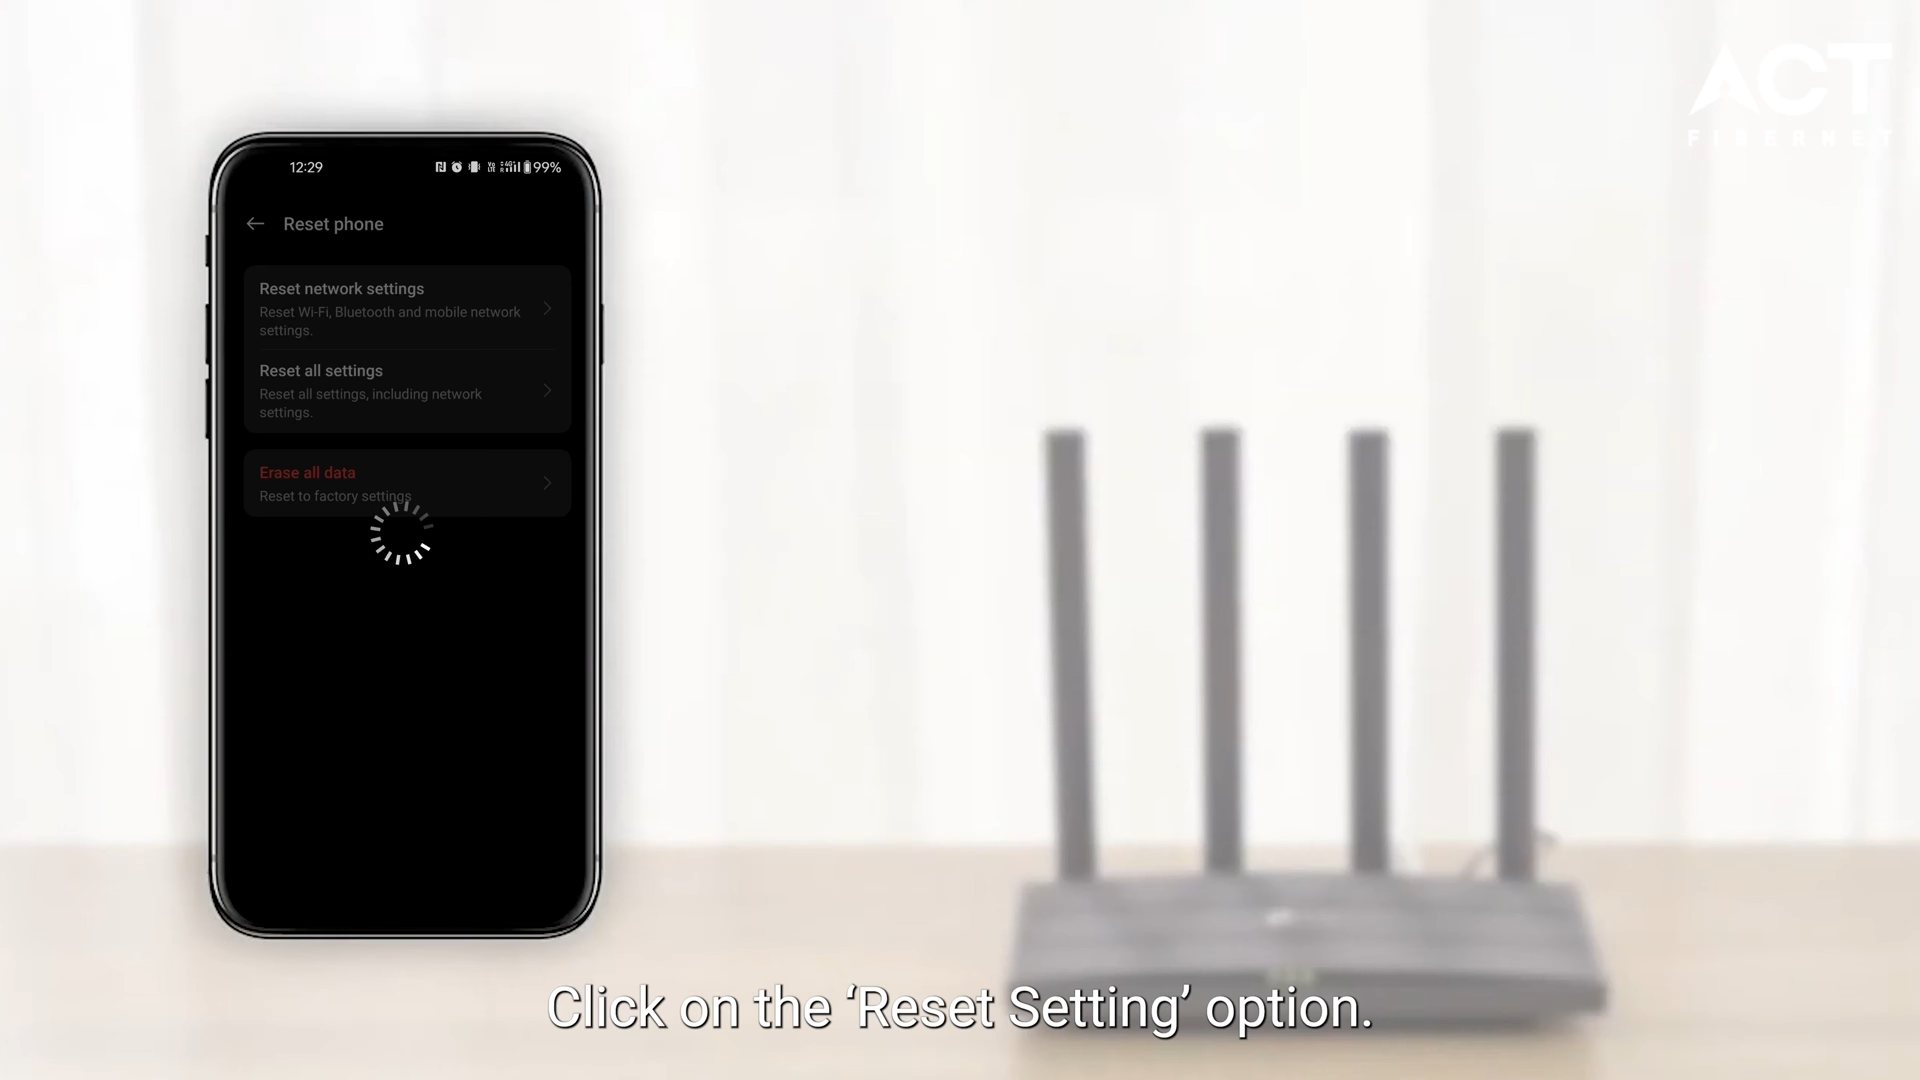 ACT
FIBERNET
12:29
99%
Reset phone
Reset network settings
Reset Wi-Fi, Bluetooth and mobile network
settings.
Reset all settings
Reset all settings, including network
settings.
Erase all data
Reset to factory settings
Click on the ‘Reset Setting’ option.